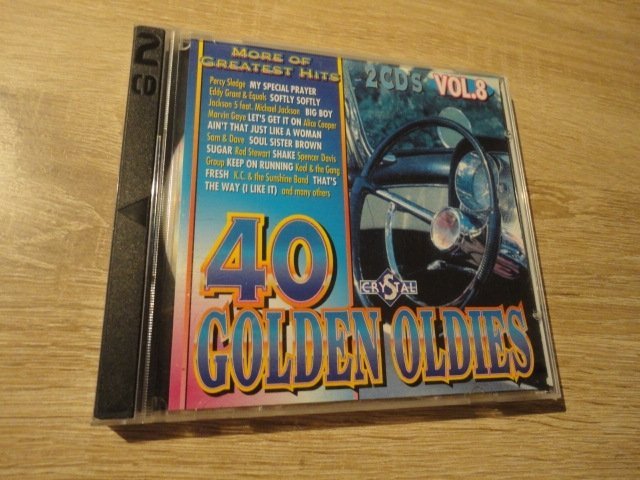 CD 2
MORE OF
GREATEST HITS
Percy Sledge MY SPECIAL PRAYER
Eddy Grant & Equals SOFTLY SOFTLY
Jackson 5 feat. Michael Jackson BIG BOY
Marvin Gaye LET'S GET IT ON Alice Cooper
AIN'T THAT JUST LIKE A WOMAN
Sam & Dave SOUL SISTER BROWN
SUGAR Rod Stewart SHAKE Spencer Davis
Group KEEP ON RUNNING Kool & the Gang
FRESH K.C. & the Sunshine Band THAT'S
THE WAY (I LIKE IT) and many others
2CDs VOL.8
CRYSTAL
40
GOLDEN OLDIES